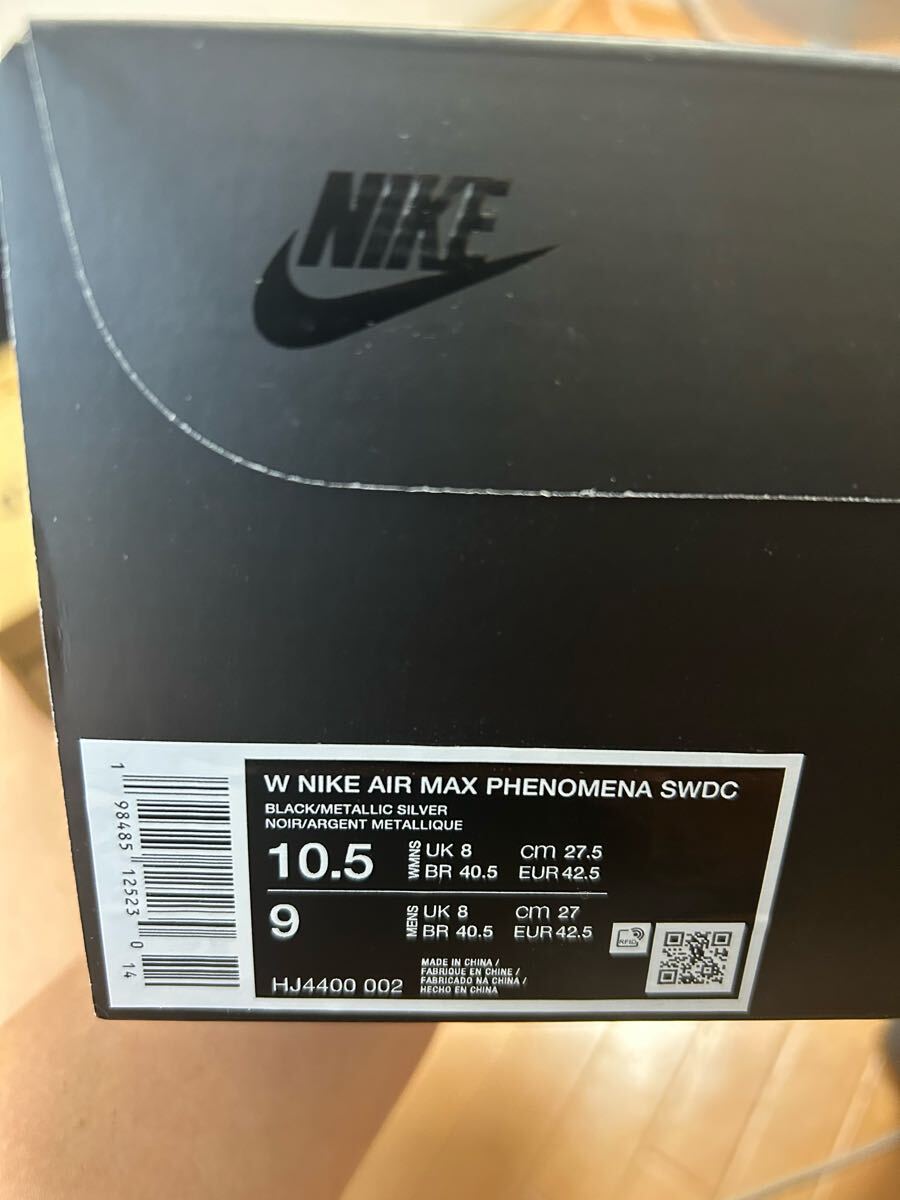 NIKE
W NIKE AIR MAX PHENOMENA SWDC
BLACK/METALLIC SILVER
NOIR/ARGENT METALLIQUE
10.5 WMNS UK 8 cm 27.5
BR 40.5 EUR 42.5
9 MENS UK 8 cm 27
BR 40.5 EUR 42.5
HJ4400 002
MADE IN CHINA /
FABRIQUE EN CHINE /
FABRICADO NA CHINA /
HECHO EN CHINA
RFID
1 98485 12523 0 14